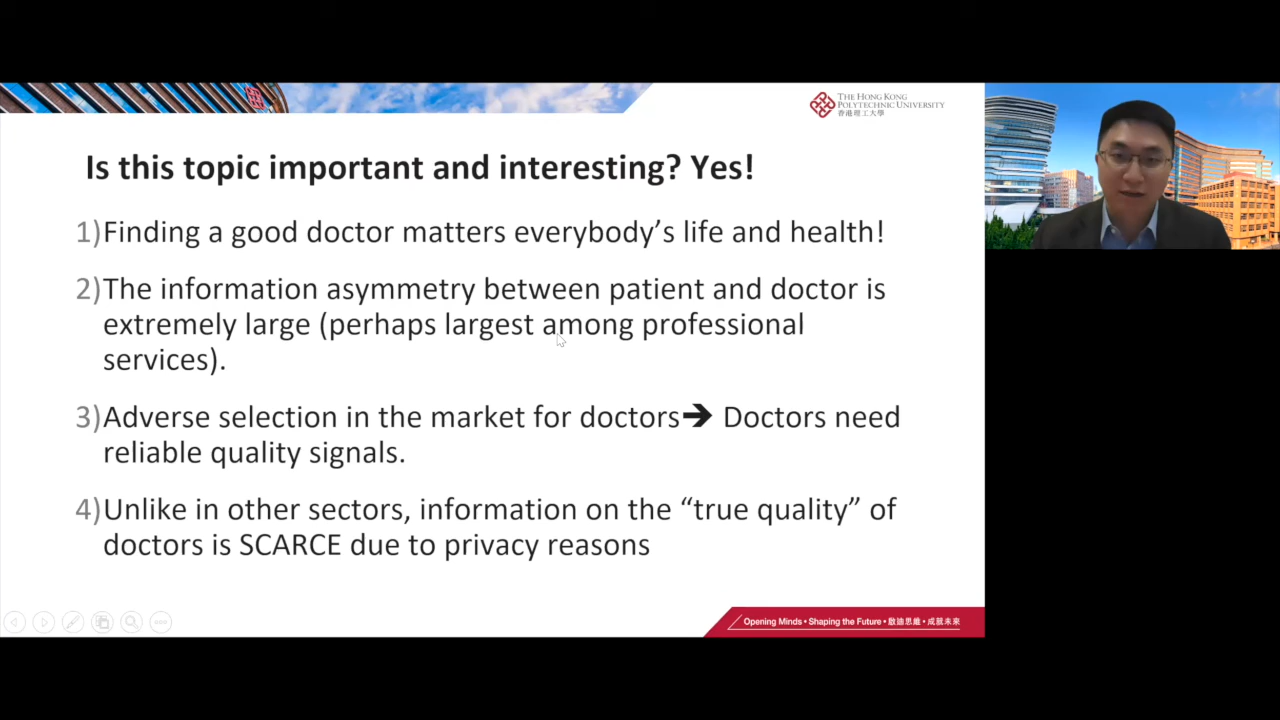 THE HONG KONG
POLYTECHNIC UNIVERSITY
香港理工大學
Is this topic important and interesting? Yes!
1)Finding a good doctor matters everybody’s life and health!
2)The information asymmetry between patient and doctor is
extremely large (perhaps largest among professional
services).
3)Adverse selection in the market for doctors➔ Doctors need
reliable quality signals.
4)Unlike in other sectors, information on the “true quality” of
doctors is SCARCE due to privacy reasons
Opening Minds • Shaping the Future • 啟迪思維 • 成就未來